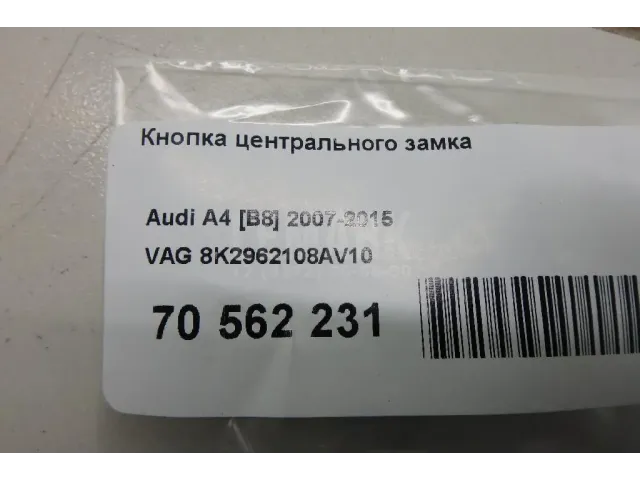 Кнопка центрального замка
Audi A4 [B8] 2007-2015
VAG 8K2962108AV10
70 562 231